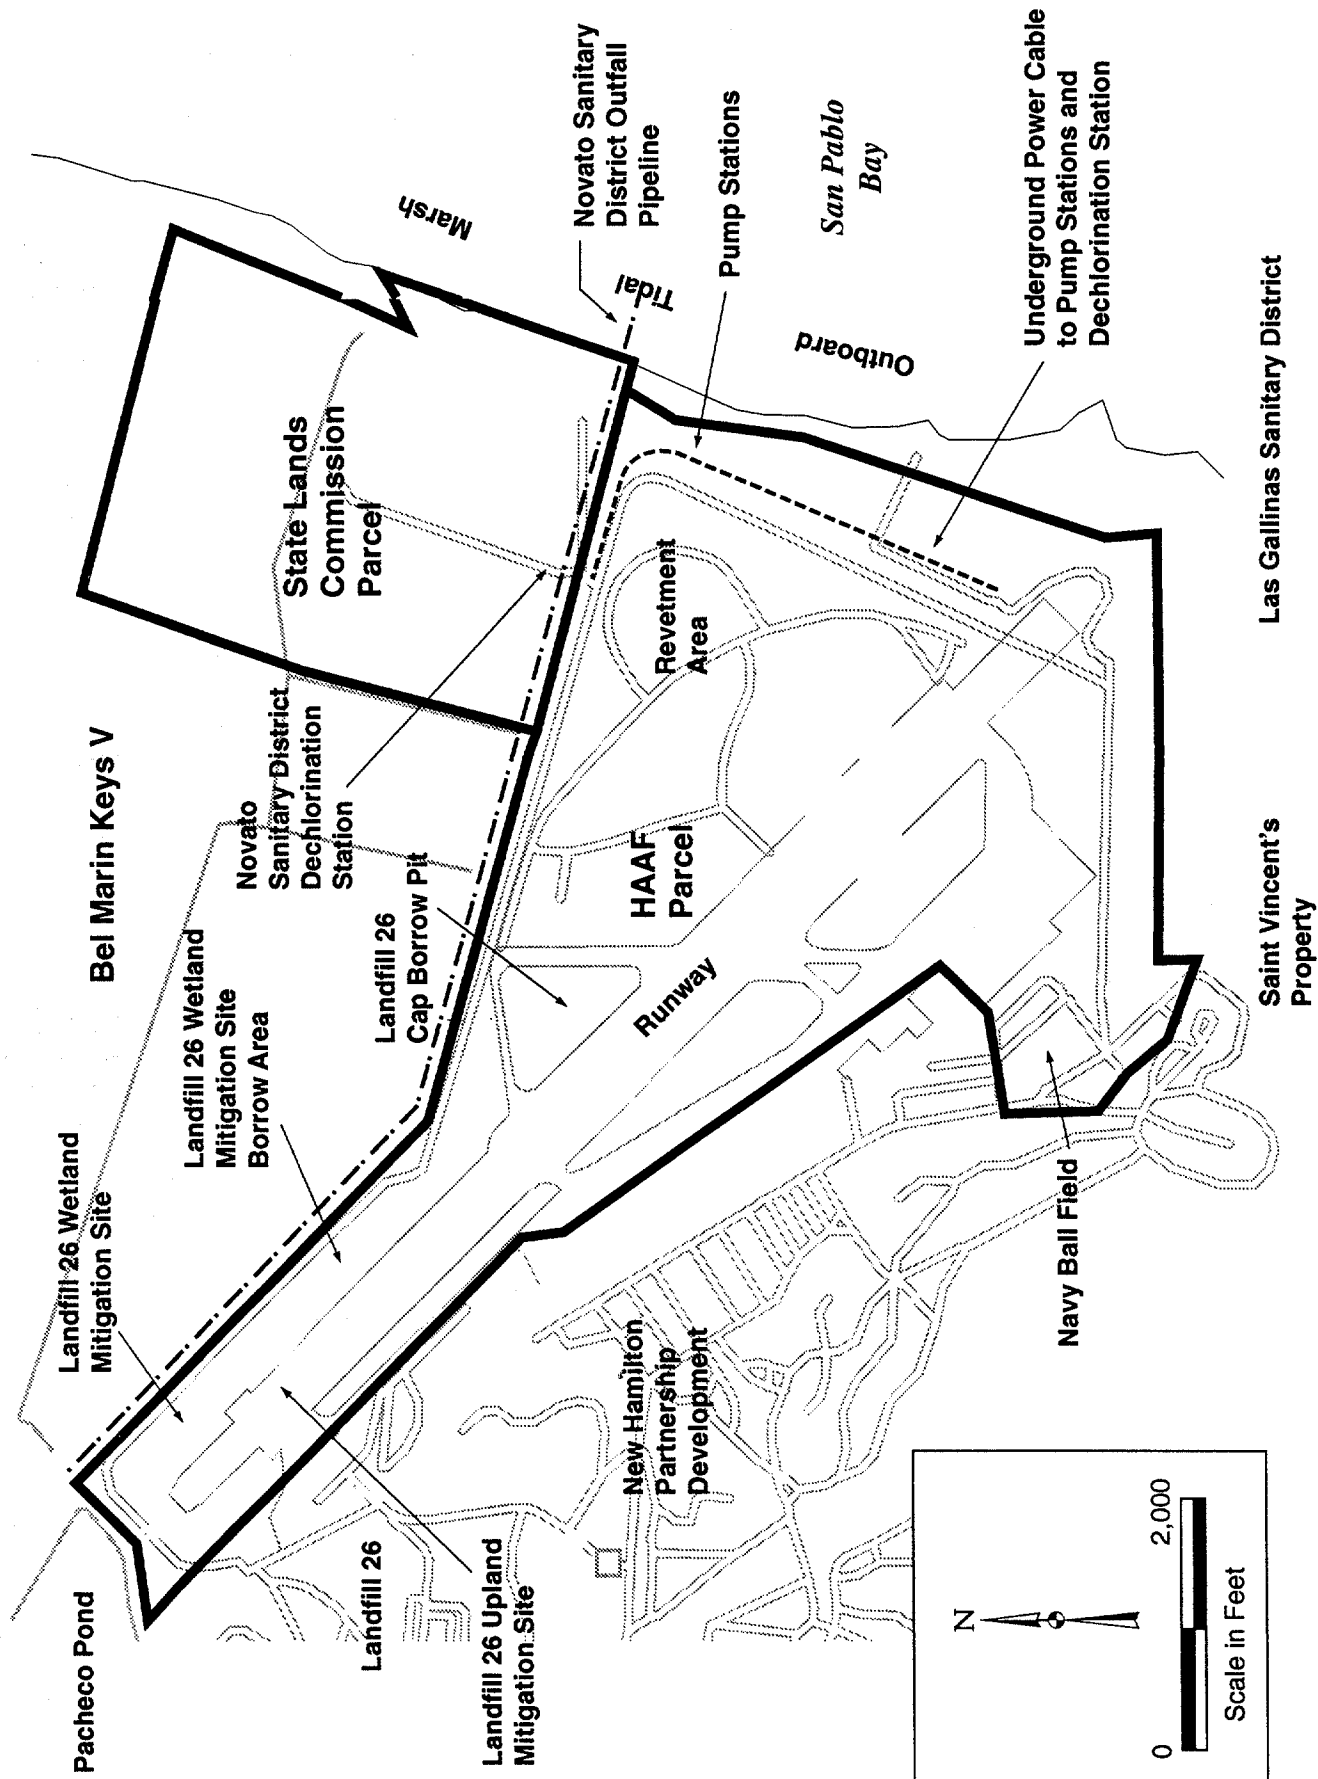 Pacheco Pond
Landfill 26 Wetland
Mitigation Site
Landfill 26 Wetland
Mitigation Site
Borrow Area
Bel Marin Keys V
Novato
Sanitary District
Dechlorination
Station
Landfill 26
Cap Borrow Pit
State Lands
Commission
Parcel
Marsh
Tidal
Outboard
Novato Sanitary
District Outfall
Pipeline
Pump Stations
San Pablo
Bay
Underground Power Cable
to Pump Stations and
Dechlorination Station
Revetment
Area
HAAF
Parcel
Runway
Landfill 26
Landfill 26 Upland
Mitigation Site
New Hamilton
Partnership
Development
Navy Ball Field
Saint Vincent's
Property
Las Gallinas Sanitary District
N
0
2,000
Scale in Feet